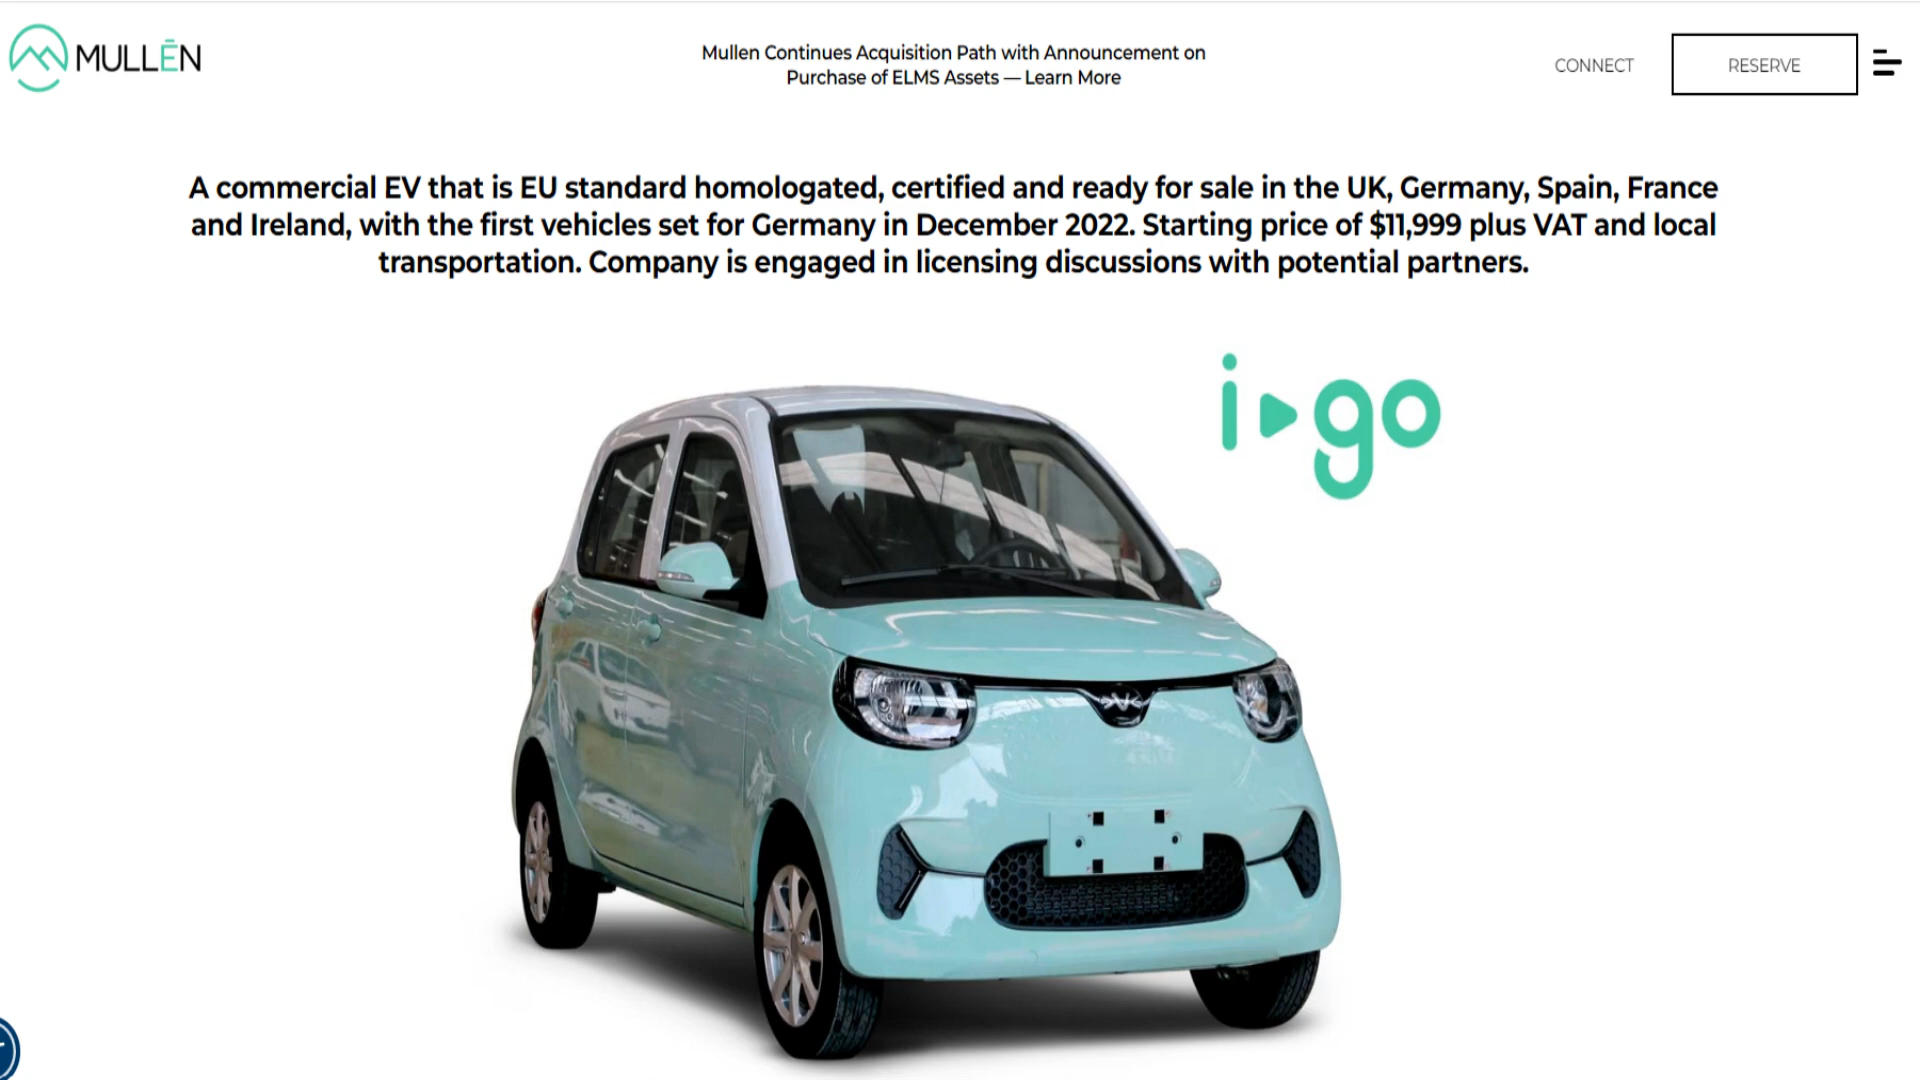 MULLĒN
Mullen Continues Acquisition Path with Announcement on
Purchase of ELMS Assets — Learn More
CONNECT
RESERVE
A commercial EV that is EU standard homologated, certified and ready for sale in the UK, Germany, Spain, France
and Ireland, with the first vehicles set for Germany in December 2022. Starting price of $11,999 plus VAT and local
transportation. Company is engaged in licensing discussions with potential partners.
i go